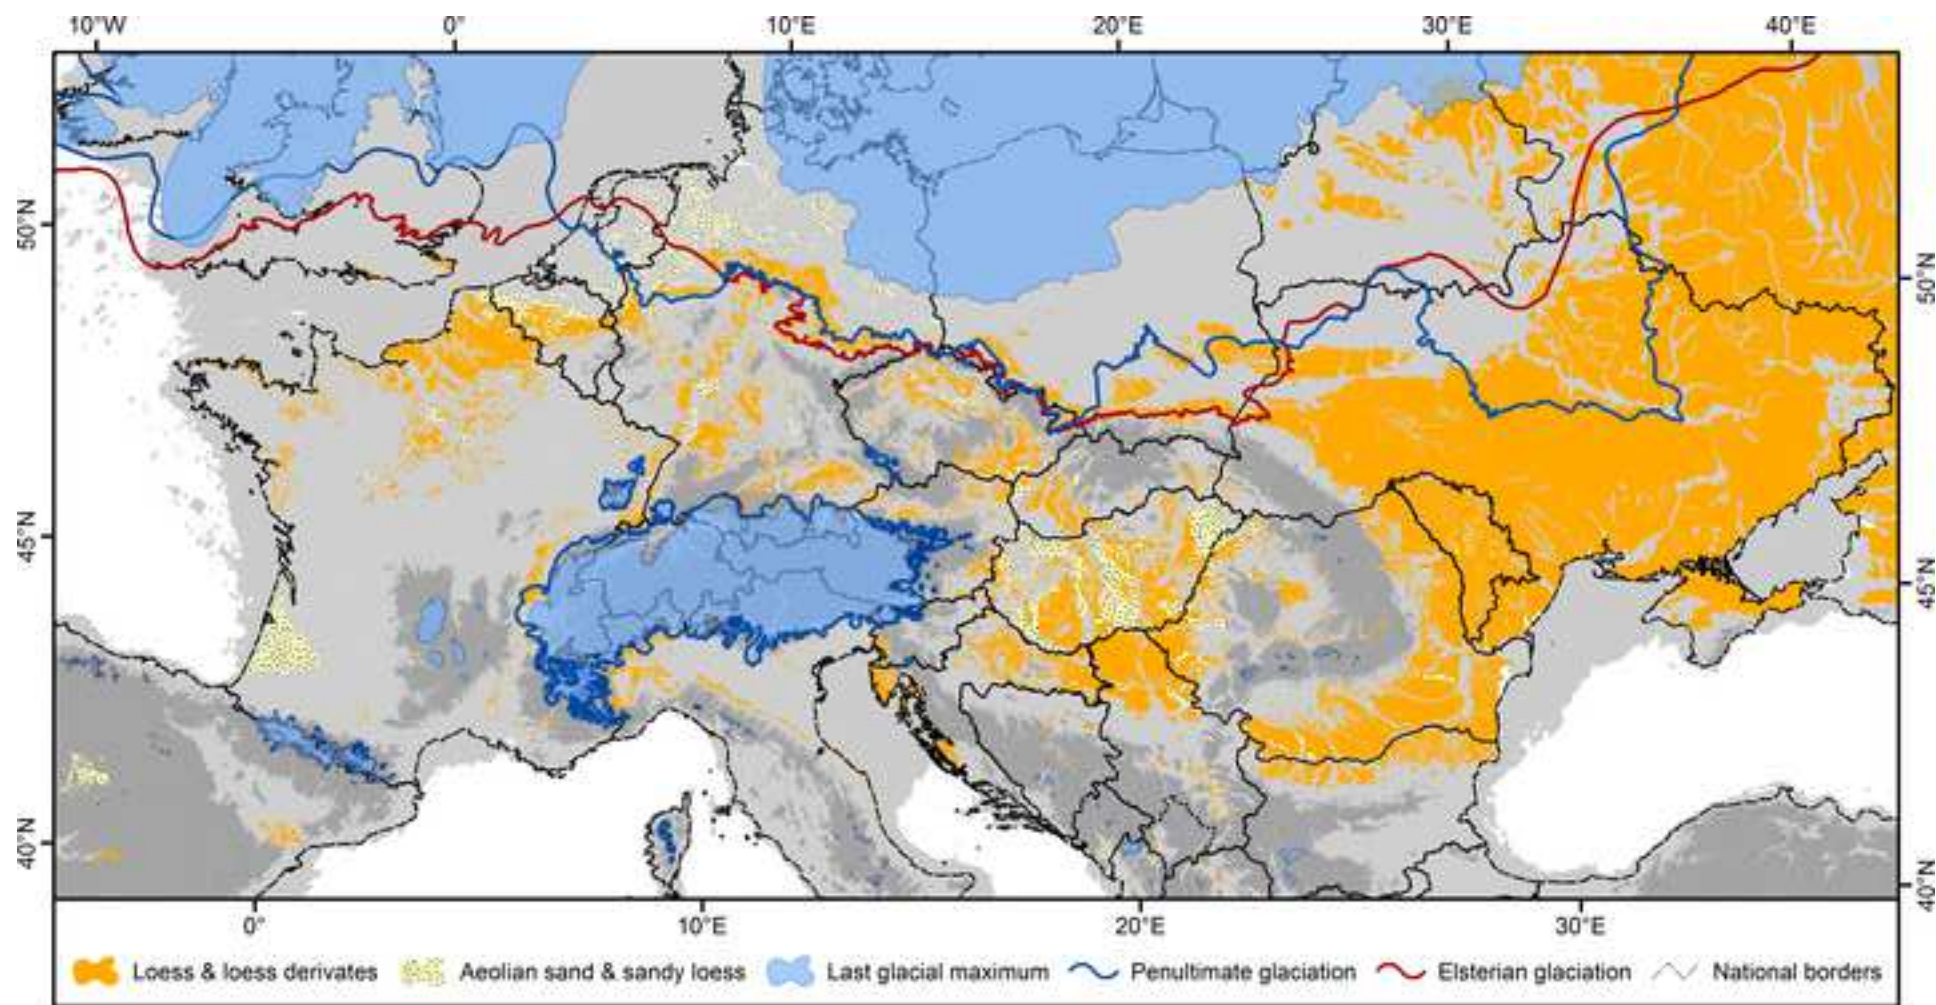 10°W 0° 10°E 20°E 30°E 40°E
50°N 50°N
45°N 45°N
40°N 40°N
0° 10°E 20°E 30°E
Loess & loess derivates Aeolian sand & sandy loess Last glacial maximum Penultimate glaciation Elsterian glaciation National borders